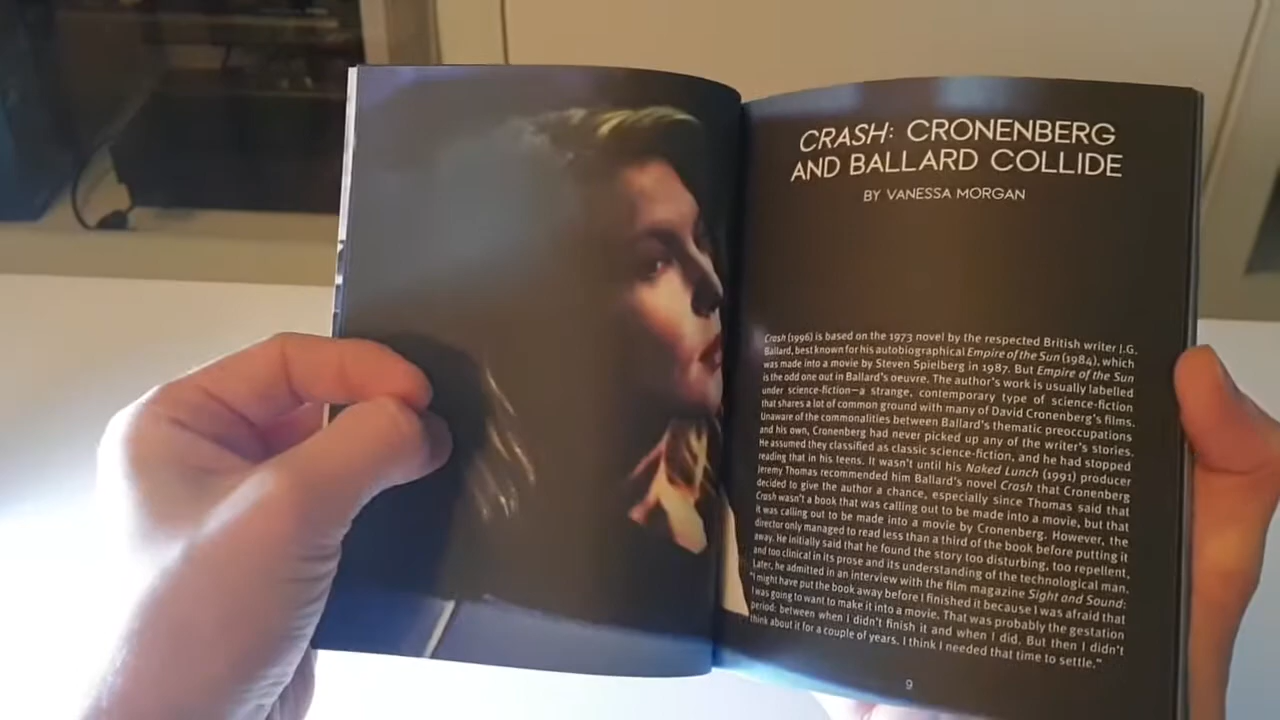 CRASH: CRONENBERG
AND BALLARD COLLIDE
BY VANESSA MORGAN
Crash (1996) is based on the 1973 novel by the respected British writer J.G.
Ballard, best known for his autobiographical Empire of the Sun (1984), which
was made into a movie by Steven Spielberg in 1987. But Empire of the Sun
is the odd one out in Ballard's oeuvre. The author's work is usually labelled
under science-fiction—a strange, contemporary type of science-fiction
that shares a lot of common ground with many of David Cronenberg's films.
Unaware of the commonalities between Ballard's thematic preoccupations
and his own, Cronenberg had never picked up any of the writer's stories.
He assumed they classified as classic science-fiction, and he had stopped
reading that in his teens. It wasn't until his Naked Lunch (1991) producer
Jeremy Thomas recommended him Ballard's novel Crash that Cronenberg
decided to give the author a chance, especially since Thomas said that
Crash wasn't a book that was calling out to be made into a movie, but that
it was calling out to be made into a movie by Cronenberg. However, the
director only managed to read less than a third of the book before putting it
away. He initially said that he found the story too disturbing, too repellent,
and too clinical in its prose and its understanding of the technological man.
Later, he admitted in an interview with the film magazine Sight and Sound:
"I might have put the book away before I finished it because I was afraid that
I was going to want to make it into a movie. That was probably the gestation
period: between when I didn't finish it and when I did. But then I didn't
think about it for a couple of years. I think I needed that time to settle."
9